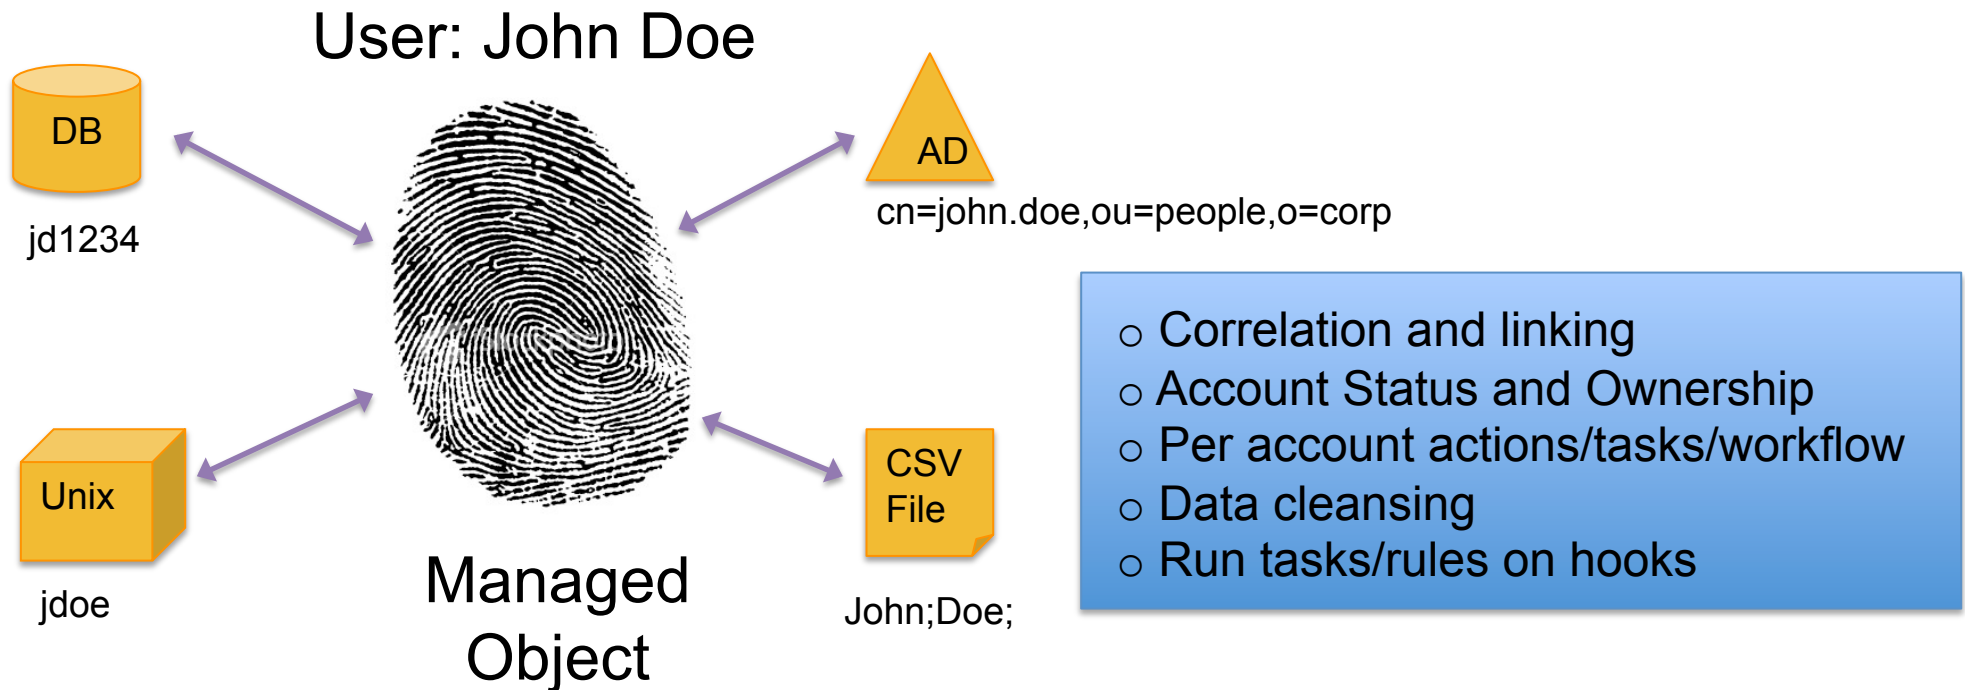 User: John Doe
DB
jd1234
AD
cn=john.doe,ou=people,o=corp
Unix
jdoe
CSV
File
John;Doe;
Managed
Object
o Correlation and linking
o Account Status and Ownership
o Per account actions/tasks/workflow
o Data cleansing
o Run tasks/rules on hooks